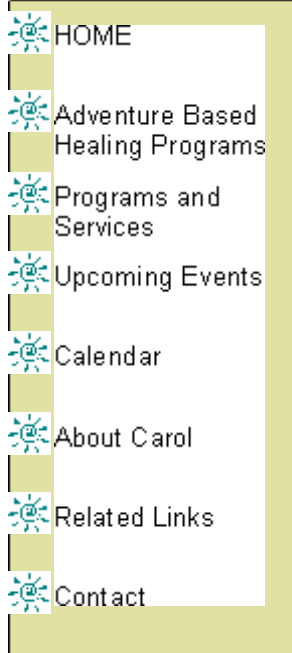 HOME
Adventure Based
Healing Programs
Programs and
Services
Upcoming Events
Calendar
About Carol
Related Links
Contact